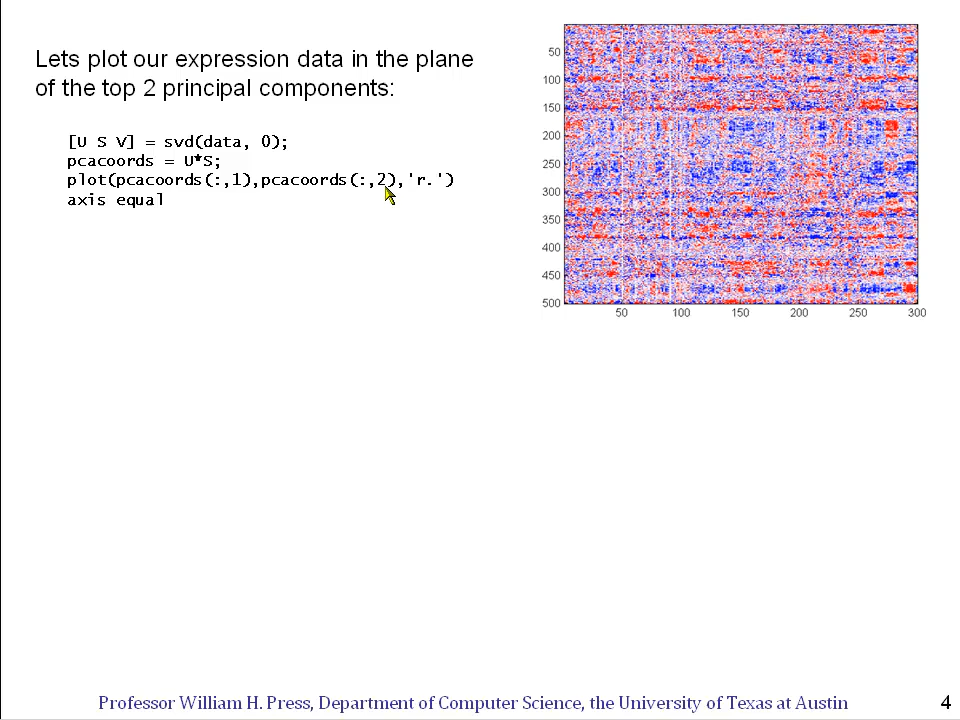 Lets plot our expression data in the plane
of the top 2 principal components:
[U S V] = svd(data, 0);
pcacoords = U*S;
plot(pcacoords(:,1),pcacoords(:,2),'r.')
axis equal
50
100
150
200
250
300
350
400
450
500
50 100 150 200 250 300
Professor William H. Press, Department of Computer Science, the University of Texas at Austin 4